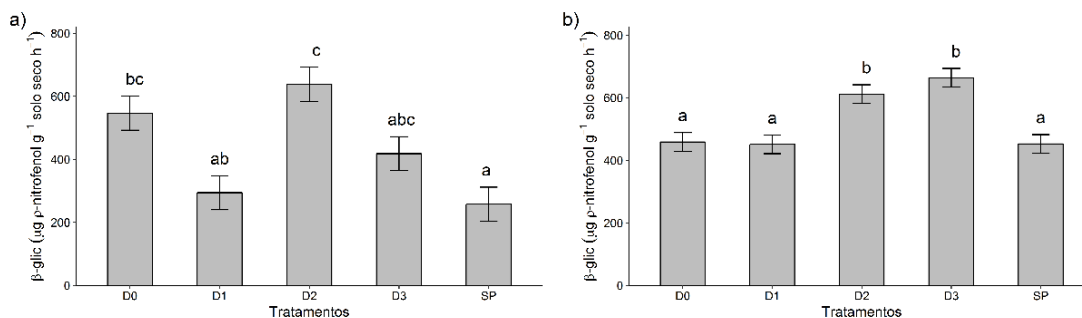 a)
β-glic (µg ρ-nitrofenol g⁻¹ solo seco h⁻¹)
800
600
400
200
0
bc
ab
c
abc
a
D0 D1 D2 D3 SP
Tratamentos
b)
β-glic (µg ρ-nitrofenol g⁻¹ solo seco h⁻¹)
800
600
400
200
0
a
a
b
b
a
D0 D1 D2 D3 SP
Tratamentos